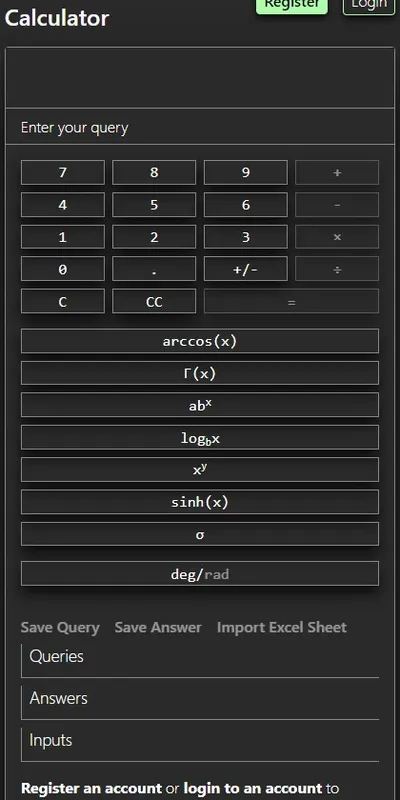 Register Login
Calculator
Enter your query
7 8 9 +
4 5 6 -
1 2 3 ×
0 . +/- ÷
C CC =
arccos(x)
Γ(x)
abˣ
log_b x
xʸ
sinh(x)
σ
deg/rad
Save Query Save Answer Import Excel Sheet
Queries
Answers
Inputs
Register an account or login to an account to